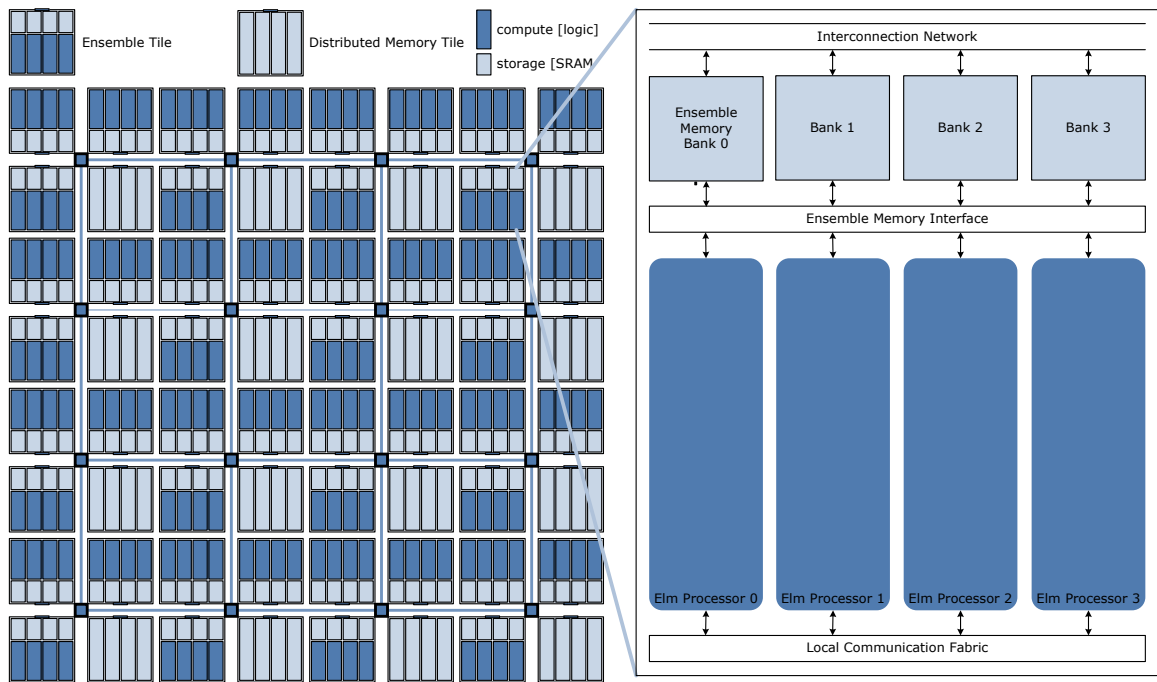 Ensemble Tile
Distributed Memory Tile
compute [logic]
storage [SRAM
Interconnection Network
Ensemble
Memory
Bank 0
Bank 1
Bank 2
Bank 3
Ensemble Memory Interface
Elm Processor 0
Elm Processor 1
Elm Processor 2
Elm Processor 3
Local Communication Fabric